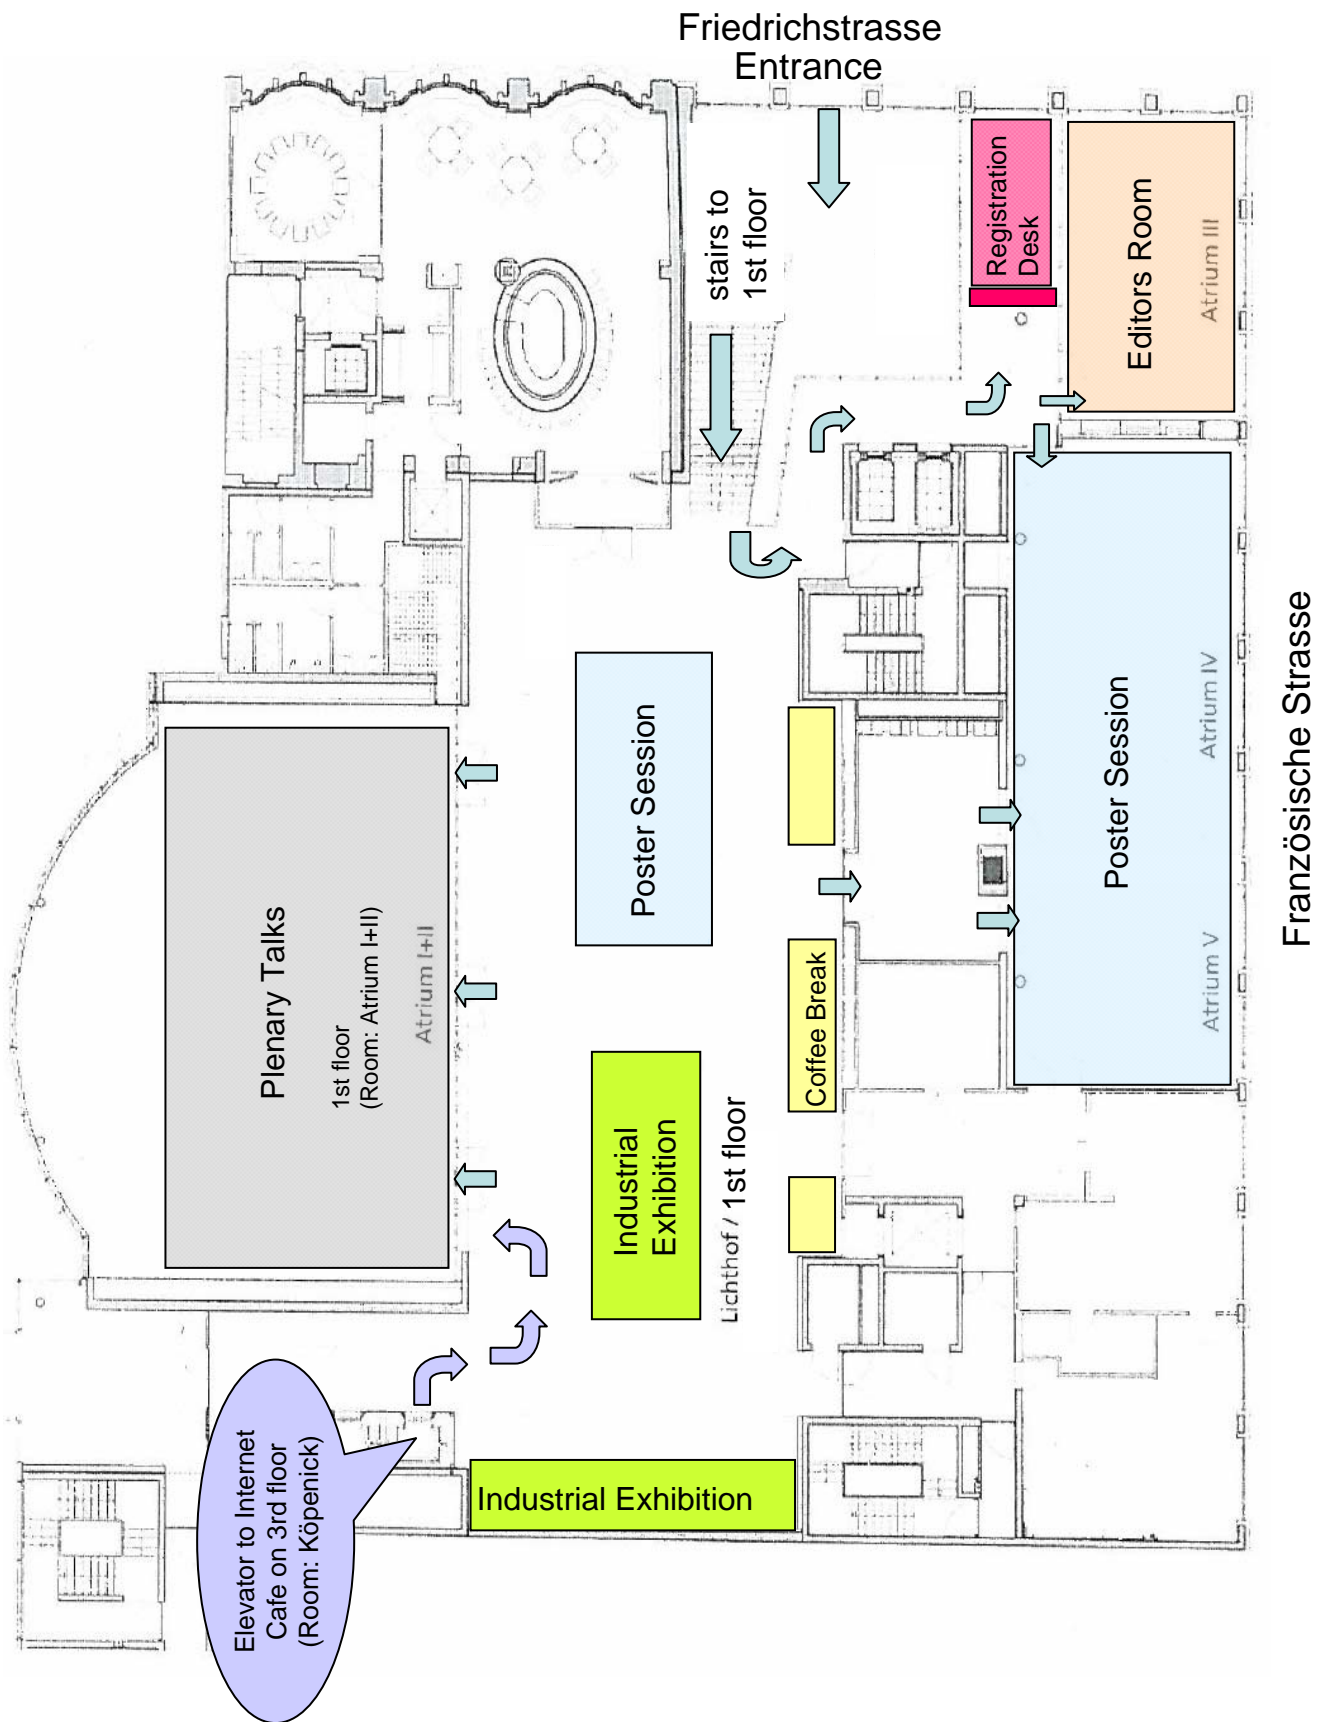 Friedrichstrasse
Entrance
stairs to
1st floor
Registration
Desk
Editors Room
Atrium III
Plenary Talks
1st floor
(Room: Atrium I+II)
Atrium I+II
Poster Session
Poster Session
Atrium IV
Atrium V
Französische Strasse
Coffee Break
Industrial
Exhibition
Lichthof / 1st floor
Elevator to Internet
Cafe on 3rd floor
(Room: Köpenick)
Industrial Exhibition